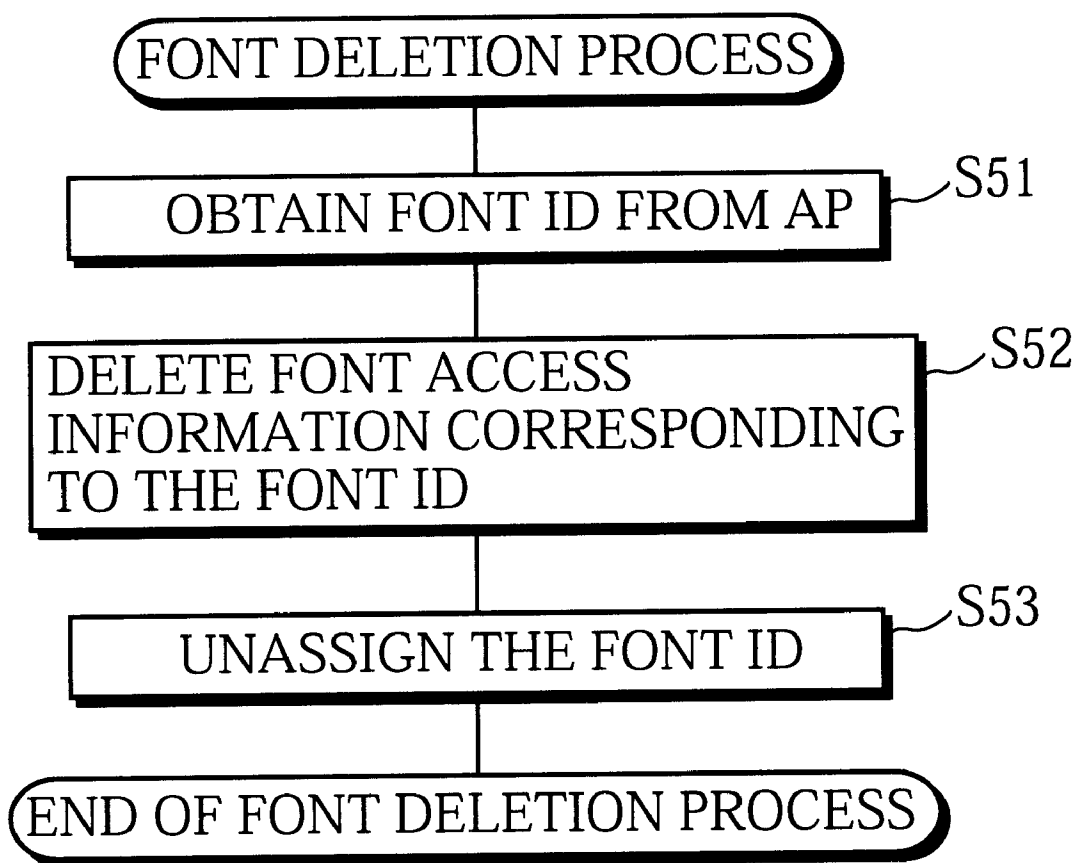 FONT DELETION PROCESS
OBTAIN FONT ID FROM AP
S51
DELETE FONT ACCESS
INFORMATION CORRESPONDING
TO THE FONT ID
S52
UNASSIGN THE FONT ID
S53
END OF FONT DELETION PROCESS